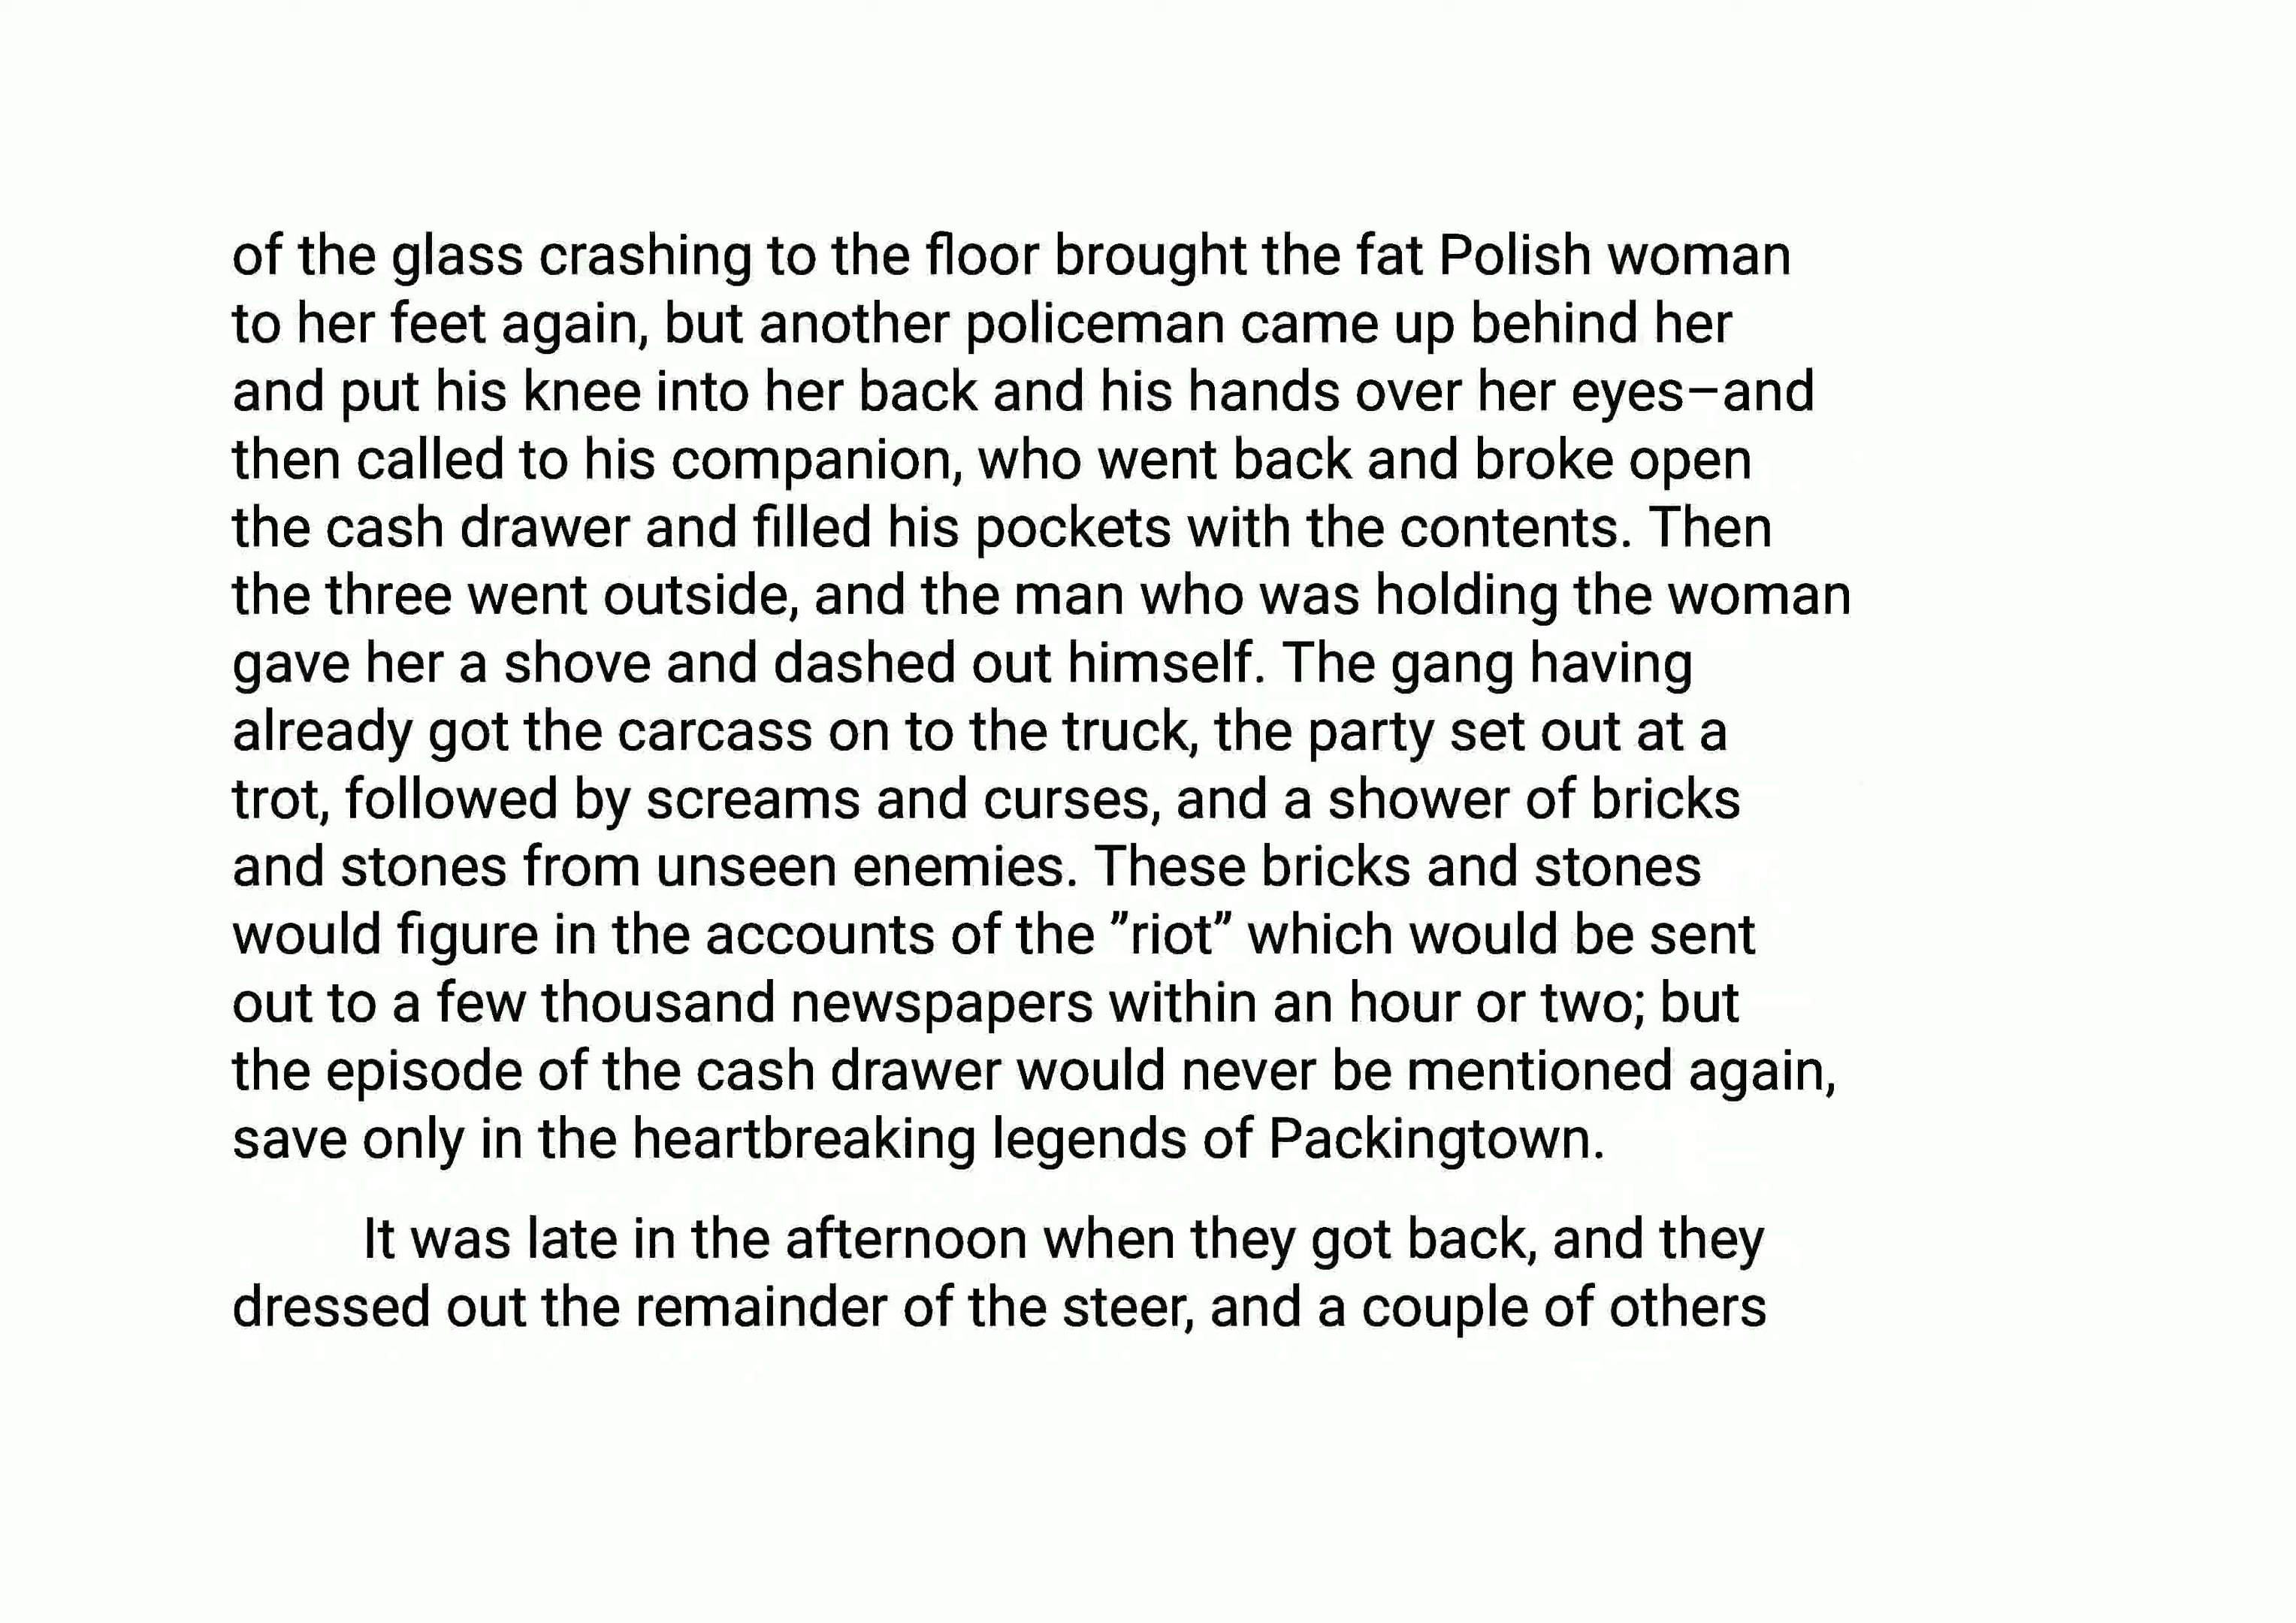 of the glass crashing to the floor brought the fat Polish woman
to her feet again, but another policeman came up behind her
and put his knee into her back and his hands over her eyes–and
then called to his companion, who went back and broke open
the cash drawer and filled his pockets with the contents. Then
the three went outside, and the man who was holding the woman
gave her a shove and dashed out himself. The gang having
already got the carcass on to the truck, the party set out at a
trot, followed by screams and curses, and a shower of bricks
and stones from unseen enemies. These bricks and stones
would figure in the accounts of the ”riot” which would be sent
out to a few thousand newspapers within an hour or two; but
the episode of the cash drawer would never be mentioned again,
save only in the heartbreaking legends of Packingtown.
It was late in the afternoon when they got back, and they
dressed out the remainder of the steer, and a couple of others